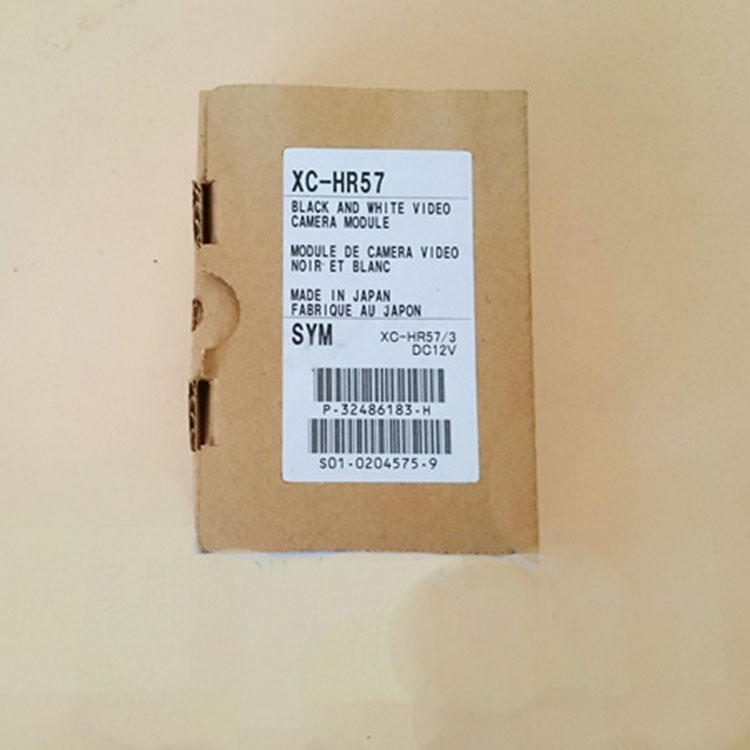 XC-HR57
BLACK AND WHITE VIDEO
CAMERA MODULE
MODULE DE CAMERA VIDEO
NOIR ET BLANC
MADE IN JAPAN
FABRIQUE AU JAPON
SYM XC-HR57/3
DC12V
P-32486183-H
S01-0204575-9